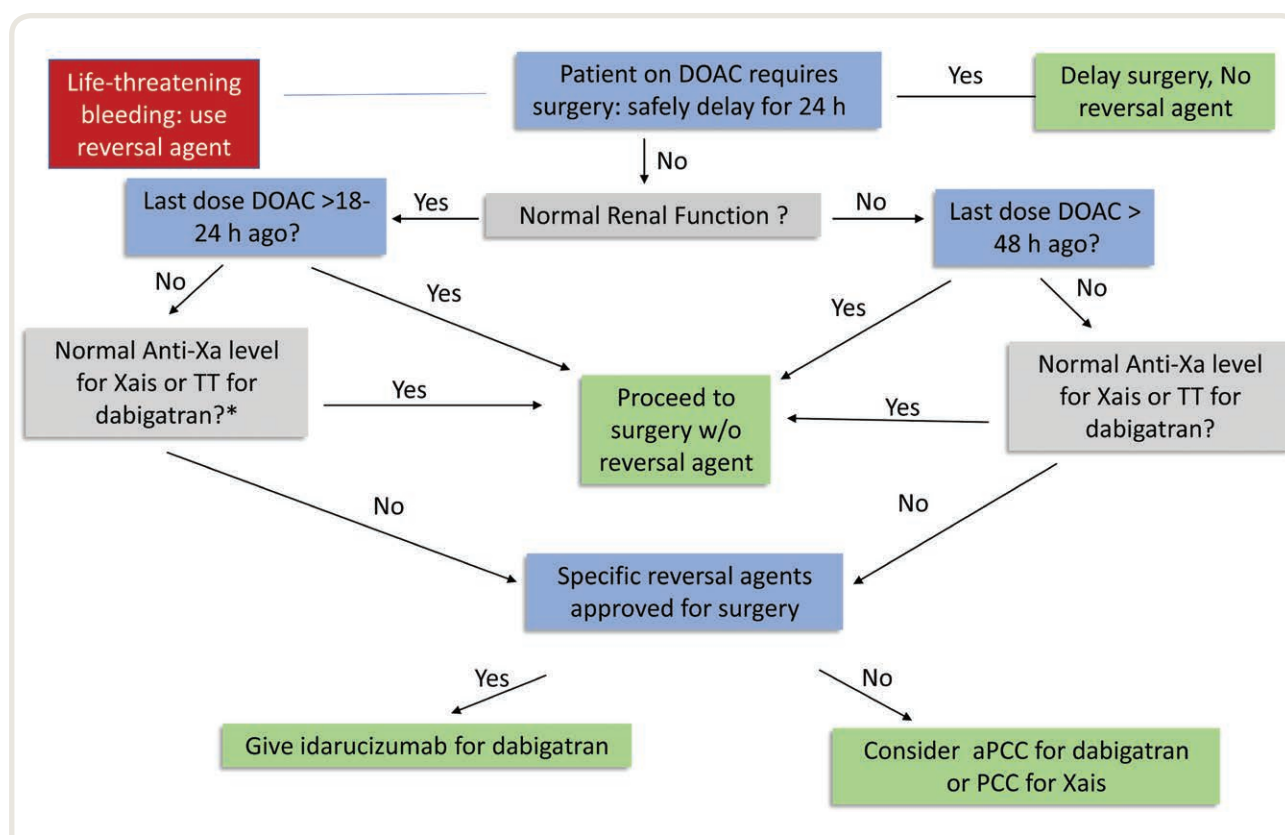 Life-threatening
bleeding: use
reversal agent
Patient on DOAC requires
surgery: safely delay for 24 h
Yes
Delay surgery, No
reversal agent
No
Last dose DOAC >18-
24 h ago?
Yes
Normal Renal Function ?
No
Last dose DOAC >
48 h ago?
No
Yes
Yes
No
Normal Anti-Xa level
for Xais or TT for
dabigatran?*
Yes
Proceed to
surgery w/o
reversal agent
Yes
Normal Anti-Xa level
for Xais or TT for
dabigatran?
No
No
Specific reversal agents
approved for surgery
Yes
No
Give idarucizumab for dabigatran
Consider aPCC for dabigatran
or PCC for Xais